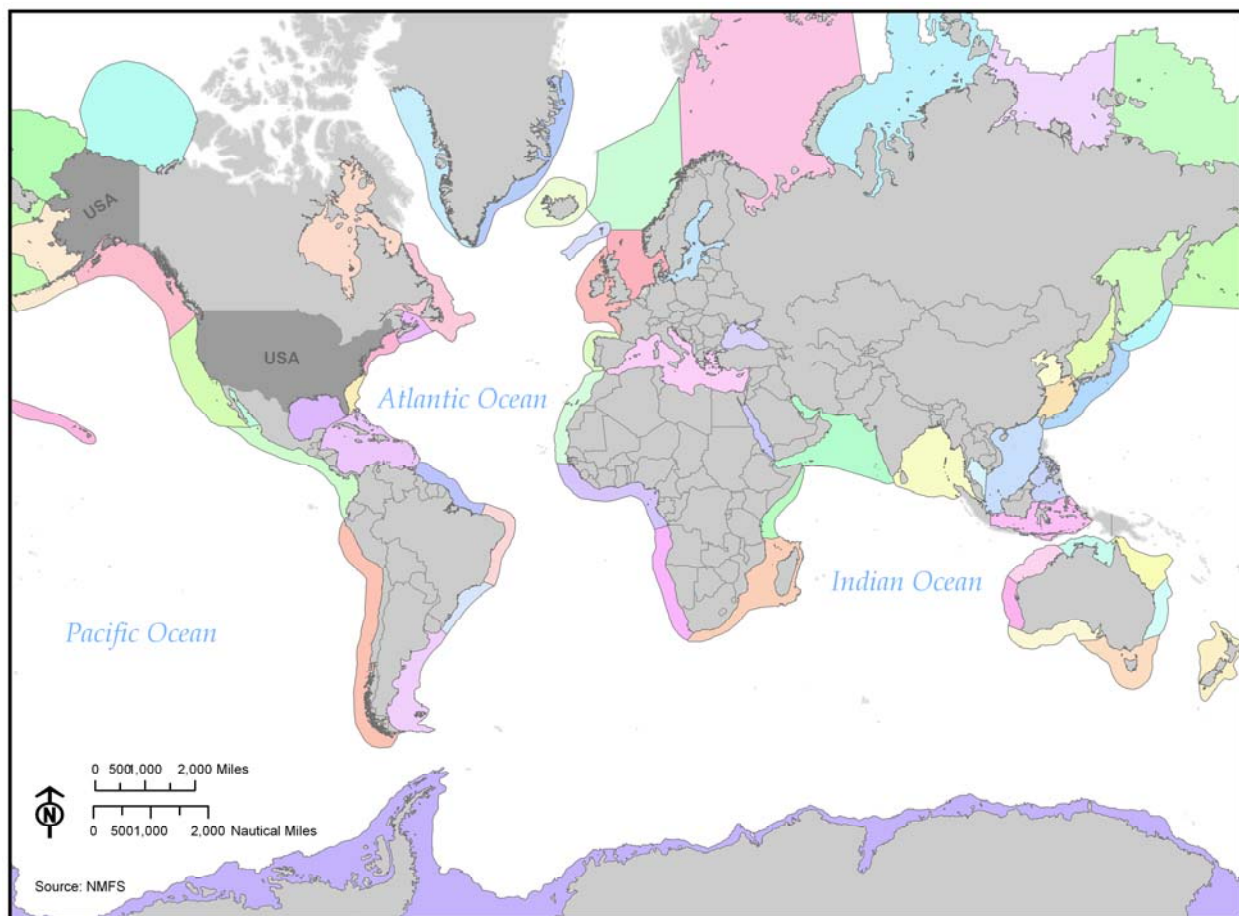 USA
USA
Atlantic Ocean
Indian Ocean
Pacific Ocean
0 5001,000 2,000 Miles
N
0 5001,000 2,000 Nautical Miles
Source: NMFS